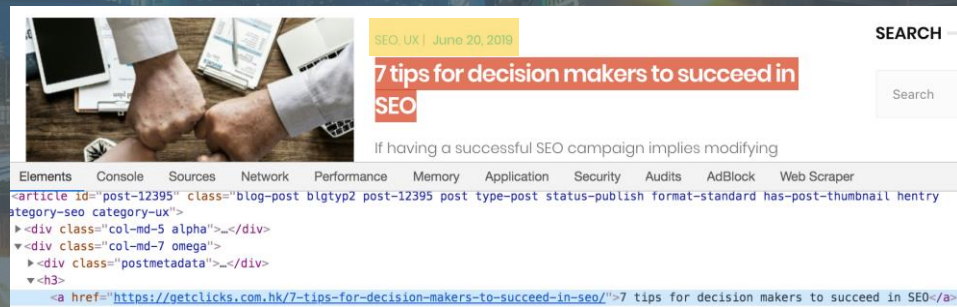 SEO, UX | June 20, 2019
SEARCH
7 tips for decision makers to succeed in
SEO
Search
If having a successful SEO campaign implies modifying
Elements Console Sources Network Performance Memory Application Security Audits AdBlock Web Scraper
<article id="post-12395" class="blog-post blgtyp2 post-12395 post type-post status-publish format-standard has-post-thumbnail hentry
ategory-seo category-ux">
▶<div class="col-md-5 alpha">…</div>
▼<div class="col-md-7 omega">
▶<div class="postmetadata">…</div>
▼<h3>
<a href="https://getclicks.com.hk/7-tips-for-decision-makers-to-succeed-in-seo/">7 tips for decision makers to succeed in SEO</a>